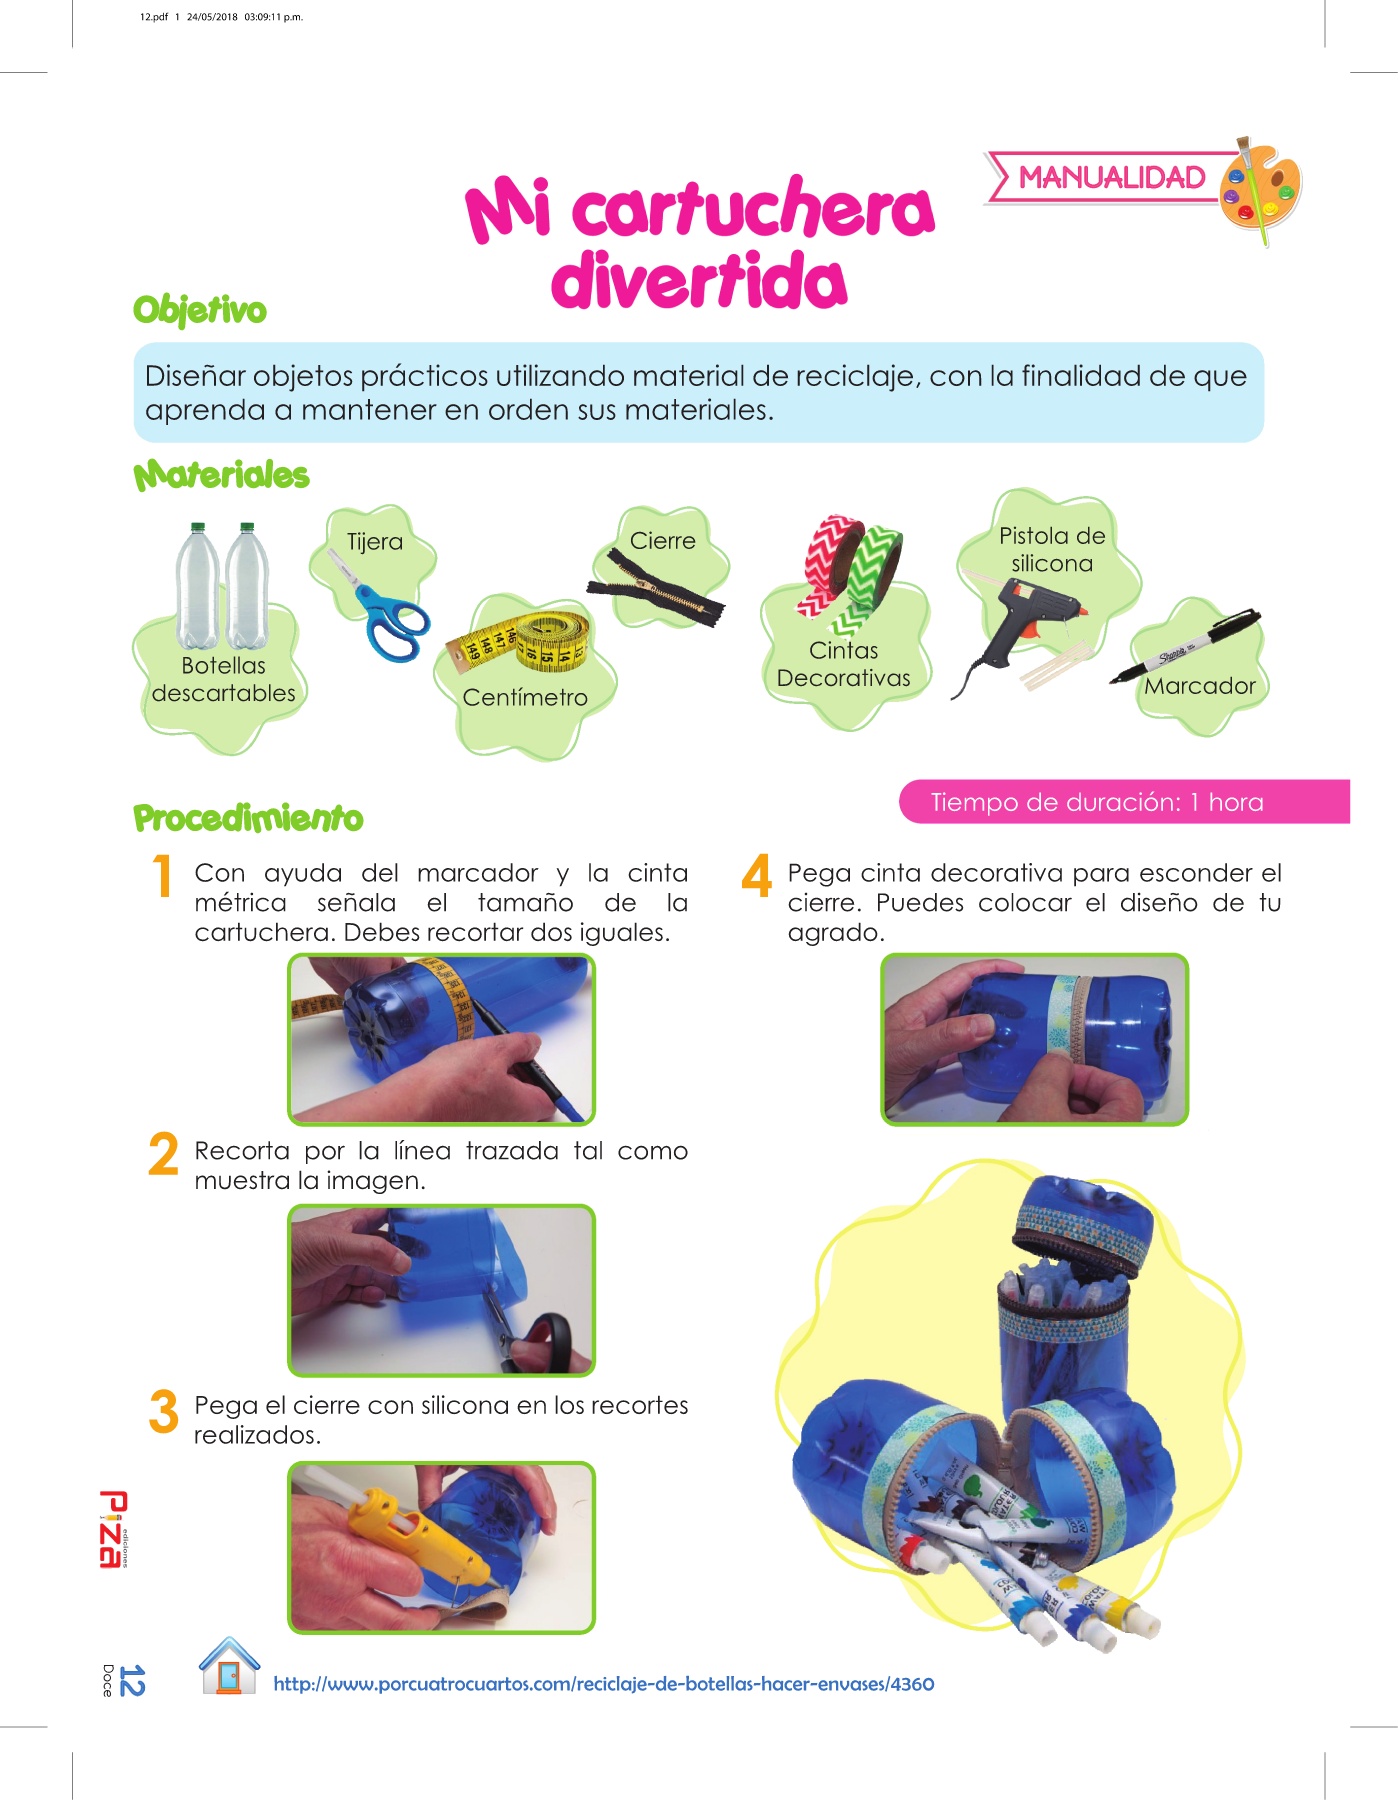 12.pdf 1 24/05/2018 03:09:11 p.m.
MANUALIDAD
Mi cartuchera
divertida
Objetivo
Diseñar objetos prácticos utilizando material de reciclaje, con la finalidad de que
aprenda a mantener en orden sus materiales.
Materiales
Botellas
descartables
Tijera
Centímetro
Cierre
Cintas
Decorativas
Pistola de
silicona
Sharpie
Marcador
Tiempo de duración: 1 hora
Procedimiento
1
Con ayuda del marcador y la cinta
métrica señala el tamaño de la
cartuchera. Debes recortar dos iguales.
2
Recorta por la línea trazada tal como
muestra la imagen.
3
Pega el cierre con silicona en los recortes
realizados.
4
Pega cinta decorativa para esconder el
cierre. Puedes colocar el diseño de tu
agrado.
Piza
ediciones
12
Doce
http://www.porcuatrocuartos.com/reciclaje-de-botellas-hacer-envases/4360